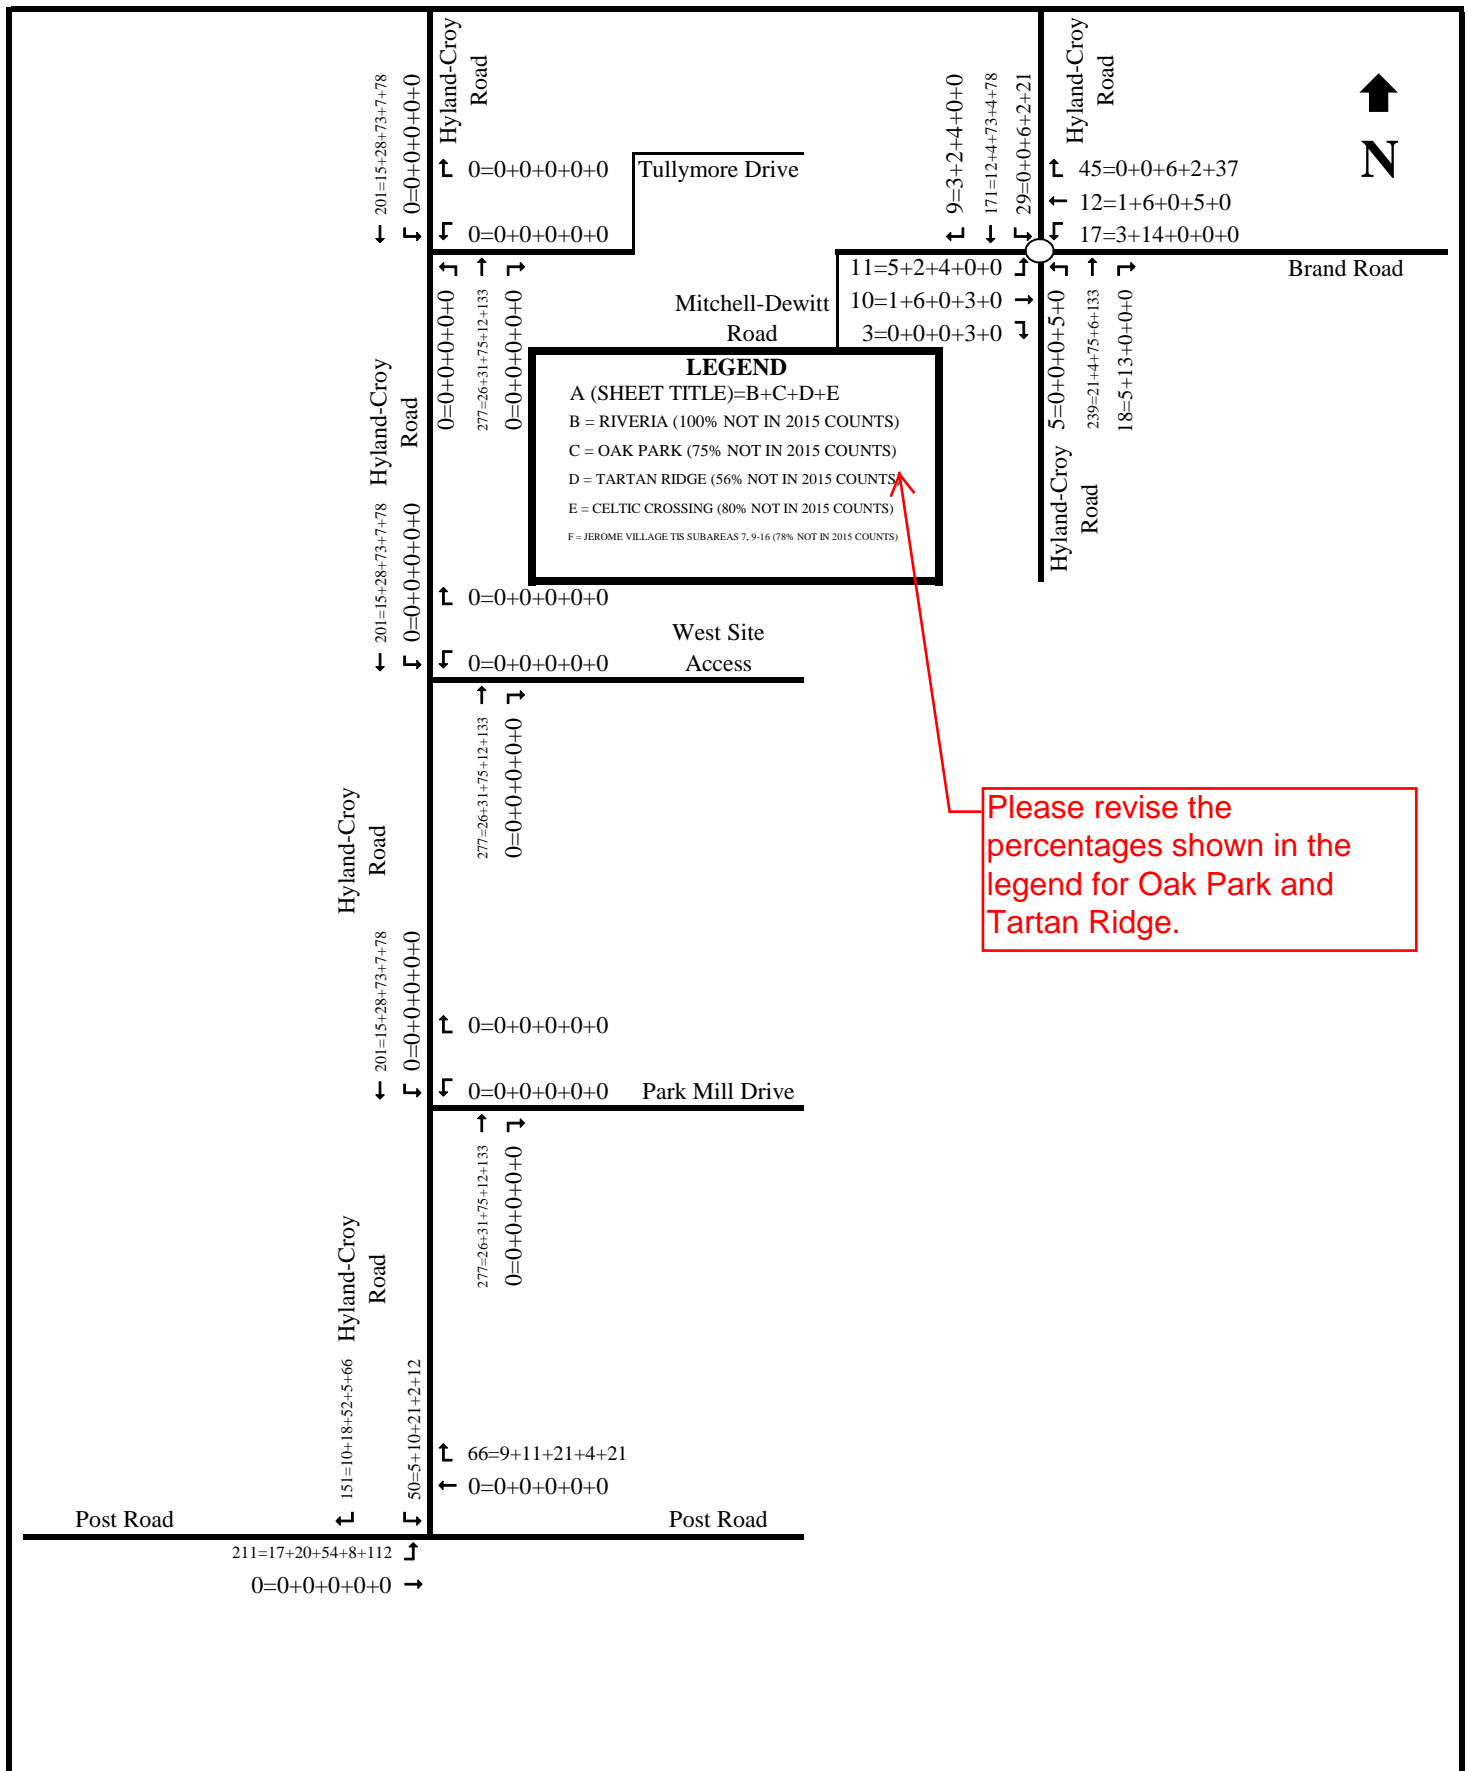 Hyland-Croy
Road
201=15+28+73+7+78
0=0+0+0+0+0
0=0+0+0+0+0
0=0+0+0+0+0
Tullymore Drive
0=0+0+0+0+0
277=26+31+75+12+133
0=0+0+0+0+0
Hyland-Croy
Road
9=3+2+4+0+0
171=12+4+73+4+78
29=0+0+6+2+21
Hyland-Croy
Road
N
45=0+0+6+2+37
12=1+6+0+5+0
17=3+14+0+0+0
Brand Road
11=5+2+4+0+0
10=1+6+0+3+0
3=0+0+0+3+0
Mitchell-Dewitt
Road
5=0+0+0+5+0
239=21+4+75+6+133
18=5+13+0+0+0
Hyland-Croy
Road
LEGEND
A (SHEET TITLE)=B+C+D+E
B = RIVERIA (100% NOT IN 2015 COUNTS)
C = OAK PARK (75% NOT IN 2015 COUNTS)
D = TARTAN RIDGE (56% NOT IN 2015 COUNTS)
E = CELTIC CROSSING (80% NOT IN 2015 COUNTS)
F = JEROME VILLAGE TIS SUBAREAS 7, 9-16 (78% NOT IN 2015 COUNTS)
201=15+28+73+7+78
0=0+0+0+0+0
0=0+0+0+0+0
0=0+0+0+0+0
West Site
Access
277=26+31+75+12+133
0=0+0+0+0+0
Please revise the
percentages shown in the
legend for Oak Park and
Tartan Ridge.
Hyland-Croy
Road
201=15+28+73+7+78
0=0+0+0+0+0
0=0+0+0+0+0
0=0+0+0+0+0
Park Mill Drive
277=26+31+75+12+133
0=0+0+0+0+0
Hyland-Croy
Road
151=10+18+52+5+66
50=5+10+21+2+12
66=9+11+21+4+21
0=0+0+0+0+0
Post Road
Post Road
211=17+20+54+8+112
0=0+0+0+0+0